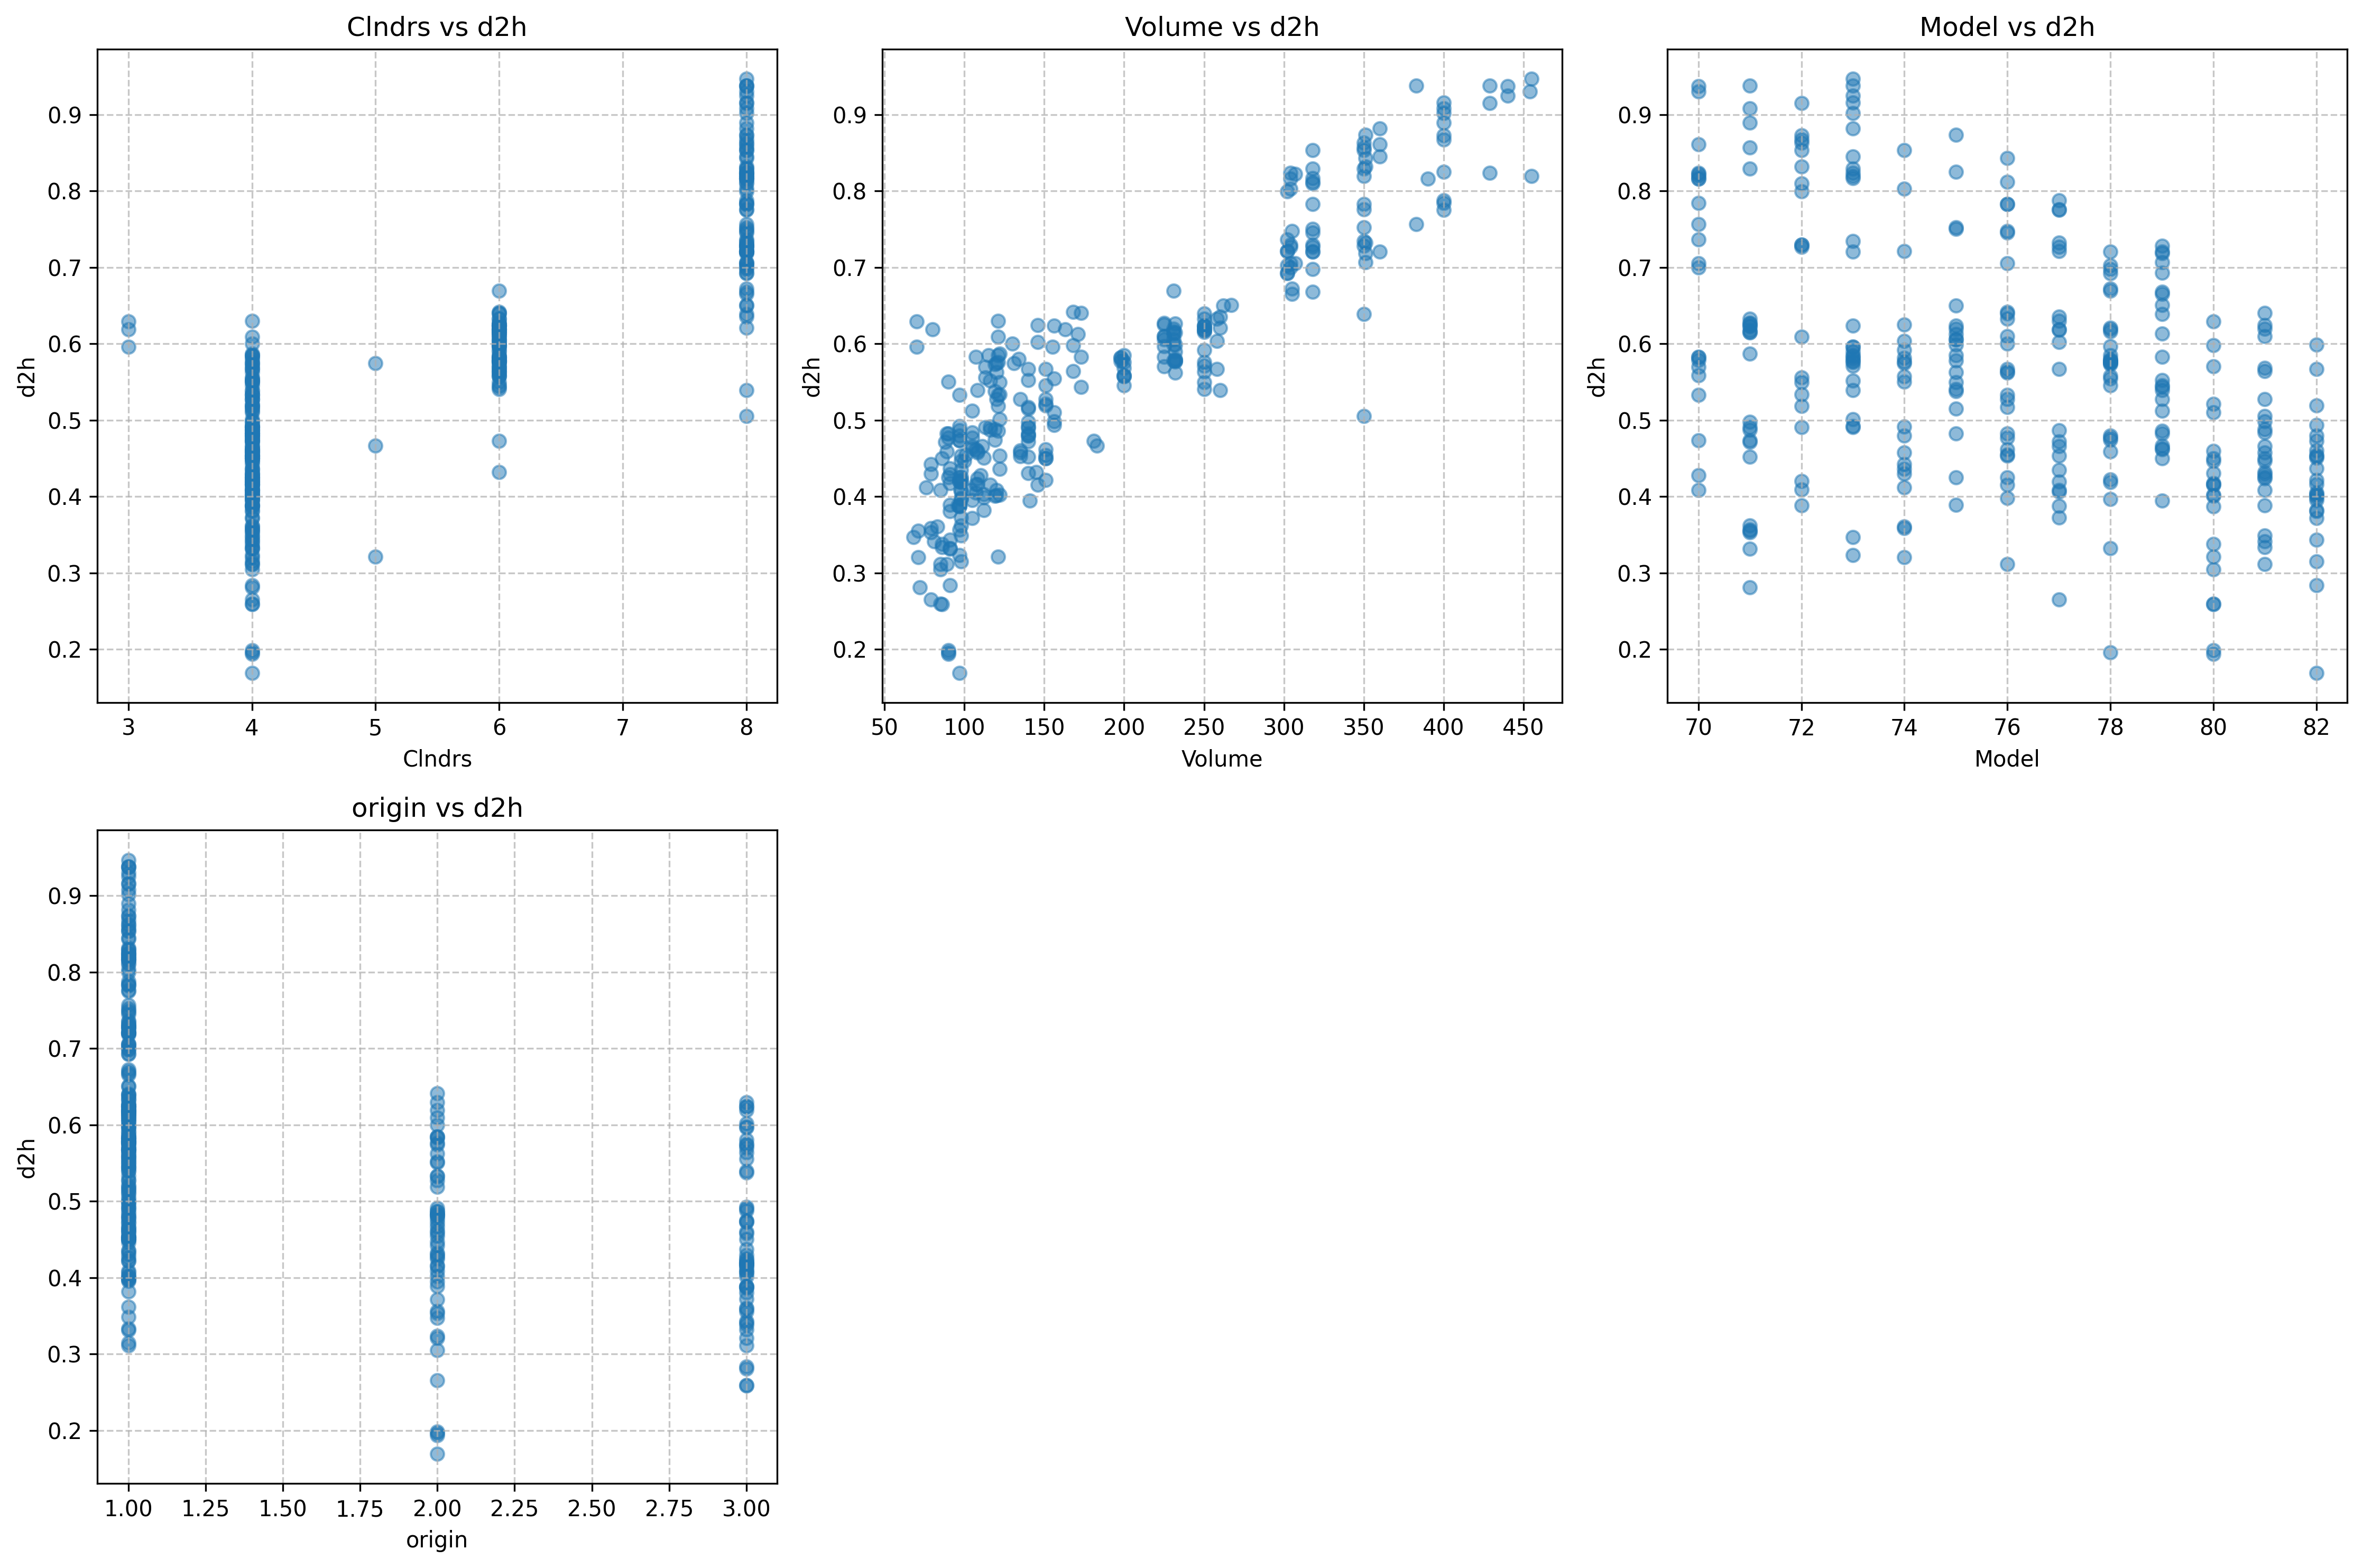 Clndrs vs d2h
Volume vs d2h
Model vs d2h
d2h
0.9
0.8
0.7
0.6
0.5
0.4
0.3
0.2
3 4 5 6 7 8
Clndrs
d2h
0.9
0.8
0.7
0.6
0.5
0.4
0.3
0.2
50 100 150 200 250 300 350 400 450
Volume
d2h
0.9
0.8
0.7
0.6
0.5
0.4
0.3
0.2
70 72 74 76 78 80 82
Model
origin vs d2h
d2h
0.9
0.8
0.7
0.6
0.5
0.4
0.3
0.2
1.00 1.25 1.50 1.75 2.00 2.25 2.50 2.75 3.00
origin